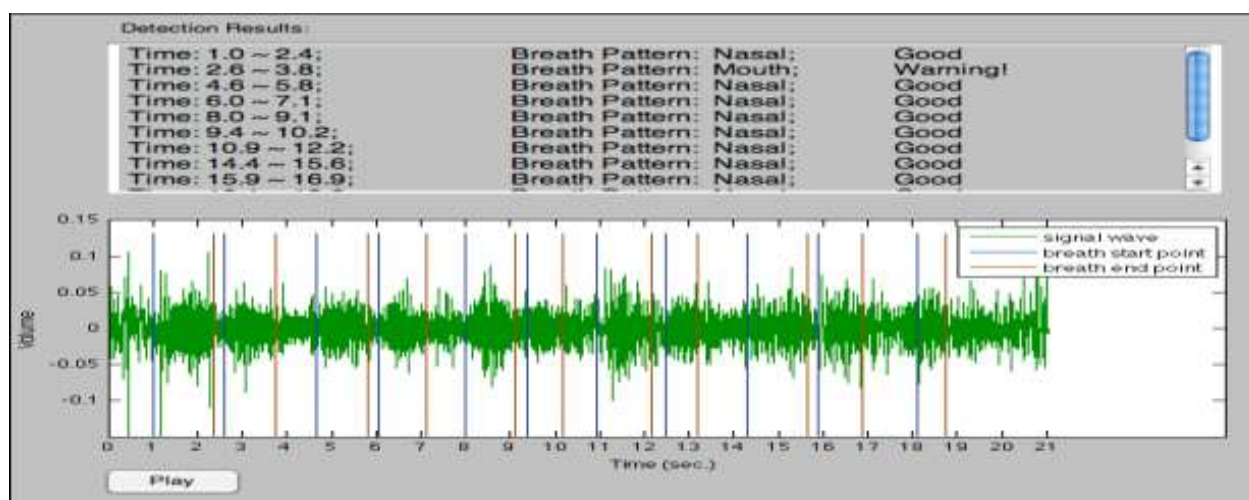 Detection Results:
Time: 1.0 ~ 2.4; Breath Pattern: Nasal; Good
Time: 2.6 ~ 3.8; Breath Pattern: Mouth; Warning!
Time: 4.6 ~ 5.8; Breath Pattern: Nasal; Good
Time: 6.0 ~ 7.1; Breath Pattern: Nasal; Good
Time: 8.0 ~ 9.1; Breath Pattern: Nasal; Good
Time: 9.4 ~ 10.2; Breath Pattern: Nasal; Good
Time: 10.9 ~ 12.2; Breath Pattern: Nasal; Good
Time: 14.4 ~ 15.6; Breath Pattern: Nasal; Good
Time: 15.9 ~ 16.9; Breath Pattern: Nasal; Good
0.15
0.1
0.05
0
-0.05
-0.1
Volume
signal wave
breath start point
breath end point
0 1 2 3 4 5 6 7 8 9 10 11 12 13 14 15 16 17 18 19 20 21
Time (sec.)
Play